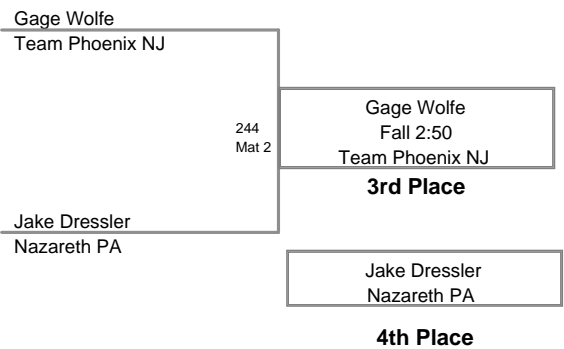 Gage Wolfe
Team Phoenix NJ
244
Mat 2
Gage Wolfe
Fall 2:50
Team Phoenix NJ
3rd Place
Jake Dressler
Nazareth PA
Jake Dressler
Nazareth PA
4th Place